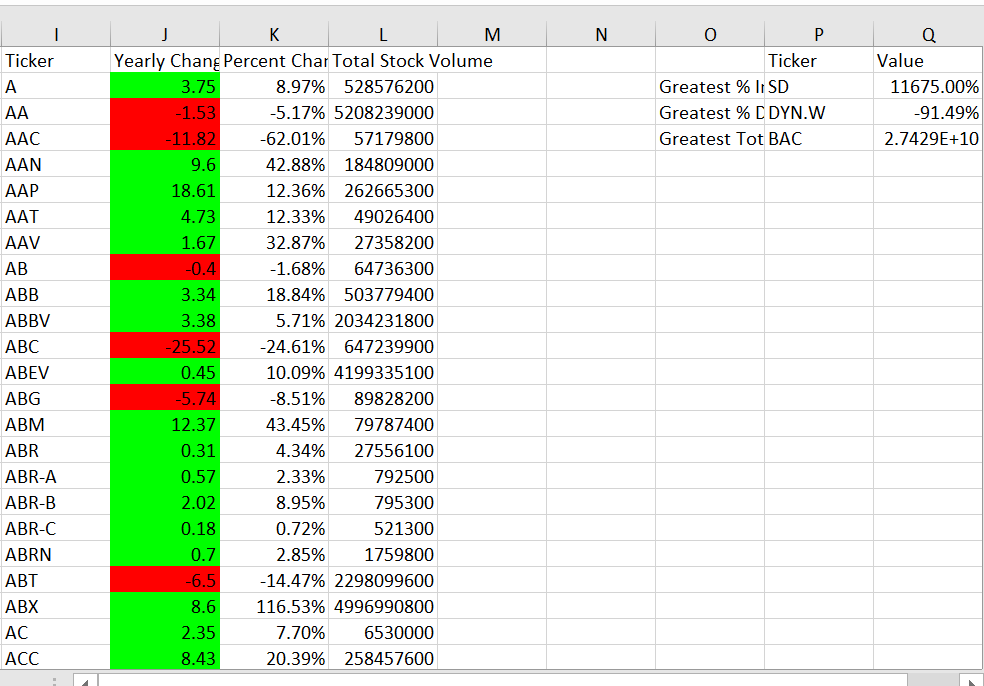 I J K L M N O P Q
Ticker Yearly Chang Percent Char Total Stock Volume Ticker Value
A 3.75 8.97% 528576200 Greatest % I SD 11675.00%
AA -1.53 -5.17% 5208239000 Greatest % D DYN.W -91.49%
AAC -11.82 -62.01% 57179800 Greatest Tot BAC 2.7429E+10
AAN 9.6 42.88% 184809000
AAP 18.61 12.36% 262665300
AAT 4.73 12.33% 49026400
AAV 1.67 32.87% 27358200
AB -0.4 -1.68% 64736300
ABB 3.34 18.84% 503779400
ABBV 3.38 5.71% 2034231800
ABC -25.52 -24.61% 647239900
ABEV 0.45 10.09% 4199335100
ABG -5.74 -8.51% 89828200
ABM 12.37 43.45% 79787400
ABR 0.31 4.34% 27556100
ABR-A 0.57 2.33% 792500
ABR-B 2.02 8.95% 795300
ABR-C 0.18 0.72% 521300
ABRN 0.7 2.85% 1759800
ABT -6.5 -14.47% 2298099600
ABX 8.6 116.53% 4996990800
AC 2.35 7.70% 6530000
ACC 8.43 20.39% 258457600